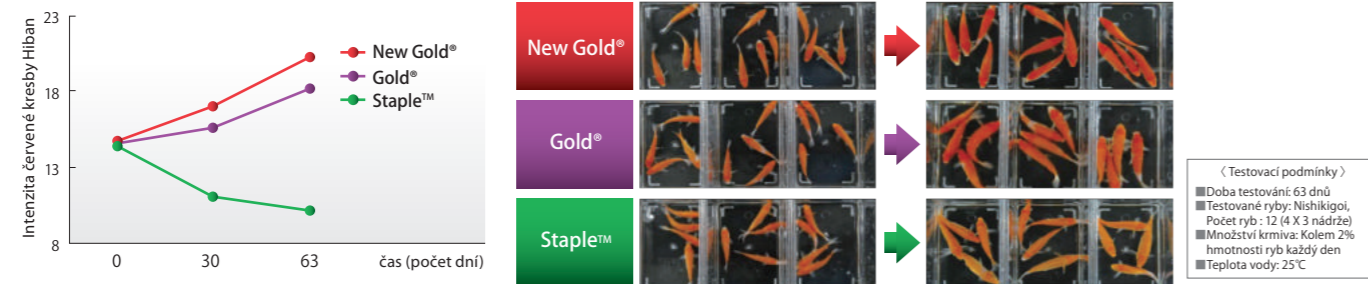 Intenzita červené kresby Hiban
23
18
13
8
0 30 63 čas (počet dní)
New Gold®
Gold®
Staple™
New Gold®
Gold®
Staple™
〈 Testovací podmínky 〉
■Doba testování: 63 dnů
■Testované ryby: Nishikigoi,
Počet ryb : 12 (4 X 3 nádrže)
■Množství krmiva: Kolem 2%
hmotnosti ryb každý den
■Teplota vody: 25℃